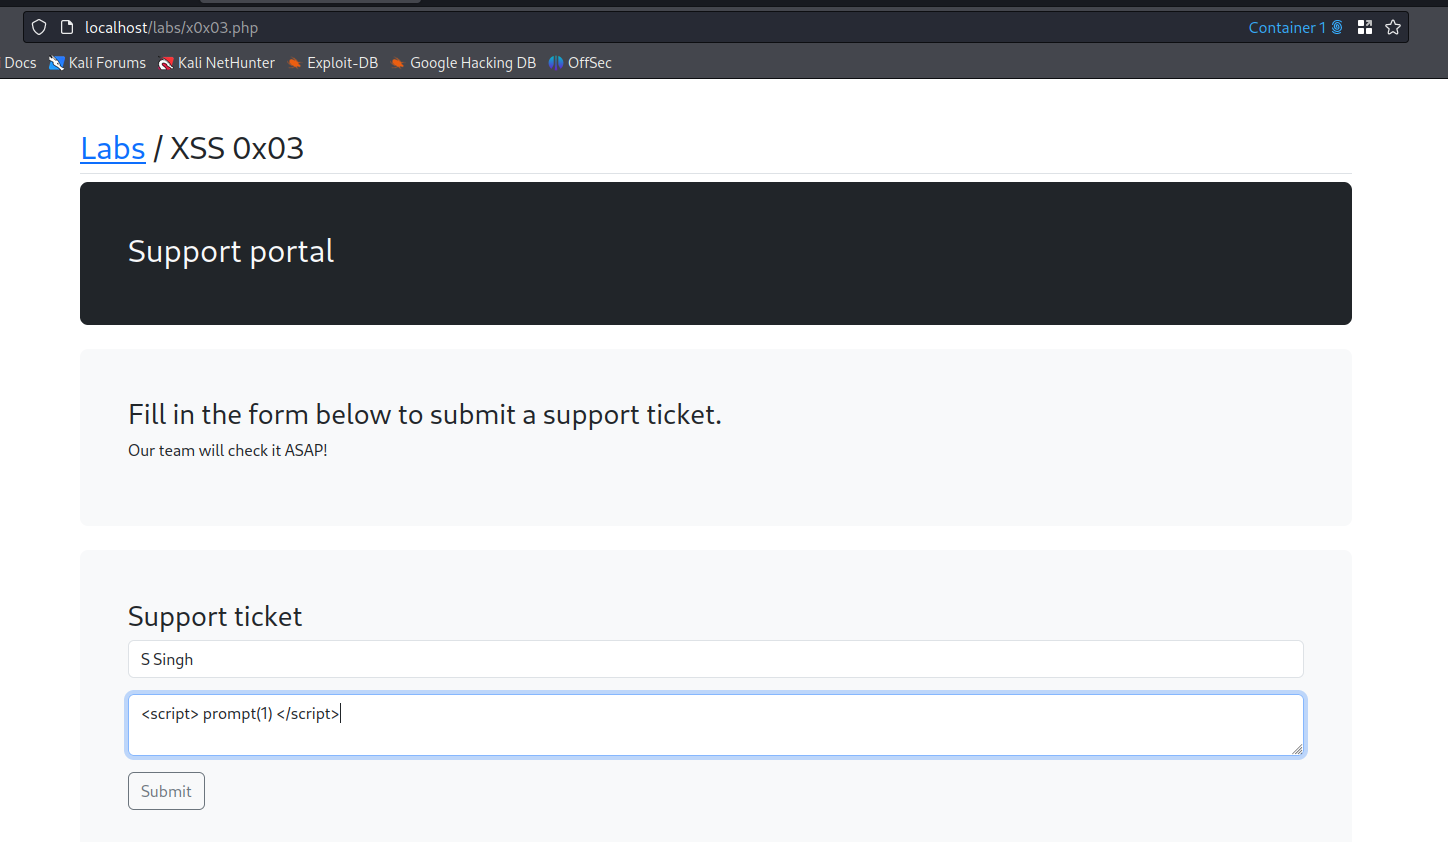 localhost/labs/x0x03.php Container 1
Docs Kali Forums Kali NetHunter Exploit-DB Google Hacking DB OffSec
Labs / XSS 0x03
Support portal
Fill in the form below to submit a support ticket.
Our team will check it ASAP!
Support ticket
S Singh
<script> prompt(1) </script>
Submit